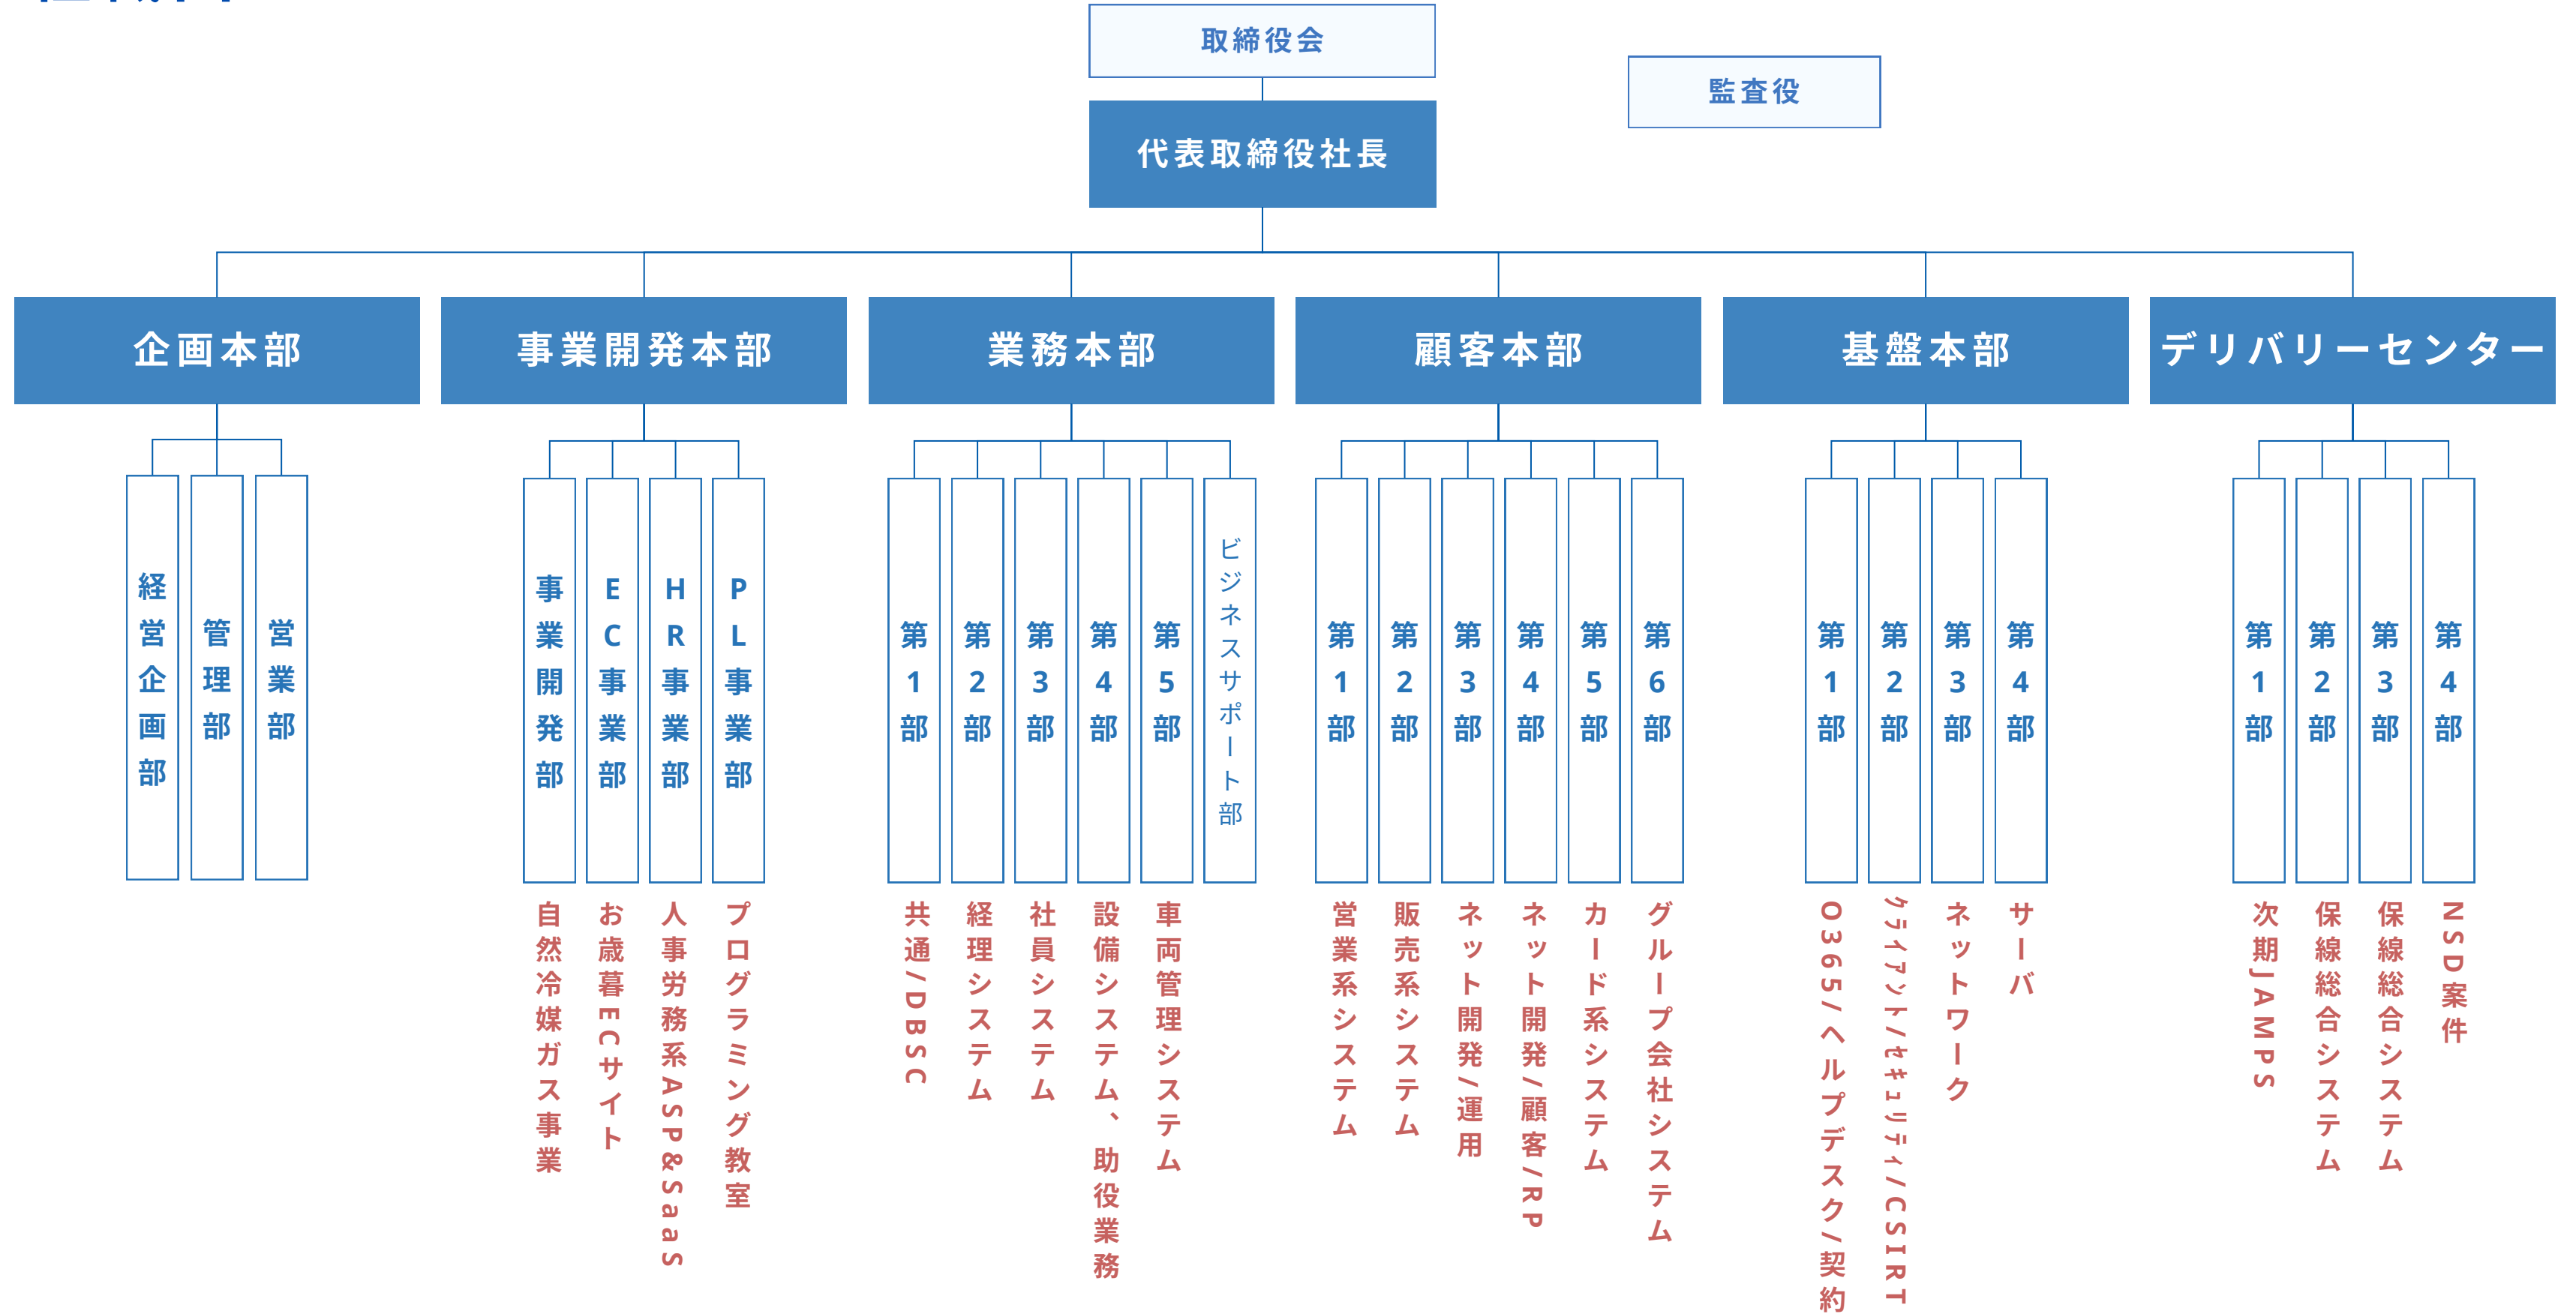 取締役会
監査役
代表取締役社長
企画本部
事業開発本部
業務本部
顧客本部
基盤本部
デリバリーセンター
経営企画部
管理部
営業部
事業開発部
EC事業部
HR事業部
PL事業部
第1部
第2部
第3部
第4部
第5部
ビジネスサポート部
第1部
第2部
第3部
第4部
第5部
第6部
第1部
第2部
第3部
第4部
第1部
第2部
第3部
第4部
自然冷媒ガス事業
お歳暮ECサイト
人事労務系ASP&SaaS
プログラミング教室
共通/DBSC
経理システム
社員システム
設備システム、助役業務
車両管理システム
営業系システム
販売系システム
ネット開発/運用
ネット開発/顧客/RP
カード系システム
グループ会社システム
O365/ヘルプデスク/契約
ｸﾗｲｱﾝﾄ/ｾｷｭﾘﾃｨ/CSIRT
ネットワーク
サーバ
次期JAMPS
保線総合システム
保線総合システム
NSD案件